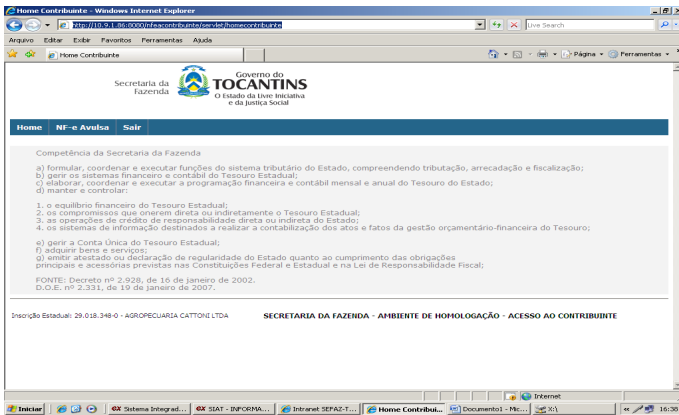 Home Contribuinte - Windows Internet Explorer
http://10.9.1.86:8080/nfeacontribuinte/servlet/homecontribuinte
Live Search
Arquivo Editar Exibir Favoritos Ferramentas Ajuda
Home Contribuinte
Página
Ferramentas
Secretaria da
Fazenda
Governo do
TOCANTINS
O Estado da Livre Iniciativa
e da Justiça Social
Home NF-e Avulsa Sair
Competência da Secretaria da Fazenda
a) formular, coordenar e executar funções do sistema tributário do Estado, compreendendo tributação, arrecadação e fiscalização;
b) gerir os sistemas financeiro e contábil do Tesouro Estadual;
c) elaborar, coordenar e executar a programação financeira e contábil mensal e anual do Tesouro do Estado;
d) manter e controlar:
1. o equilíbrio financeiro do Tesouro Estadual;
2. os compromissos que onerem direta ou indiretamente o Tesouro Estadual;
3. as operações de crédito de responsabilidade direta ou indireta do Estado;
4. os sistemas de informação destinados a realizar a contabilização dos atos e fatos da gestão orçamentário-financeira do Tesouro;
e) gerir a Conta Única do Tesouro Estadual;
f) adquirir bens e serviços;
g) emitir atestado ou declaração de regularidade do Estado quanto ao cumprimento das obrigações
principais e acessórias previstas nas Constituições Federal e Estadual e na Lei de Responsabilidade Fiscal;
FONTE: Decreto nº 2.928, de 16 de janeiro de 2002.
D.O.E. nº 2.331, de 19 de janeiro de 2007.
Inscrição Estadual: 29.018.348-0 - AGROPECUARIA CATTONI LTDA
SECRETARIA DA FAZENDA - AMBIENTE DE HOMOLOGAÇÃO - ACESSO AO CONTRIBUINTE
Internet
Iniciar
Sistema Integrad...
SIAT - INFORMA...
Intranet SEFAZ-T...
Home Contribui...
Documento1 - Mic...
X:\
16:38